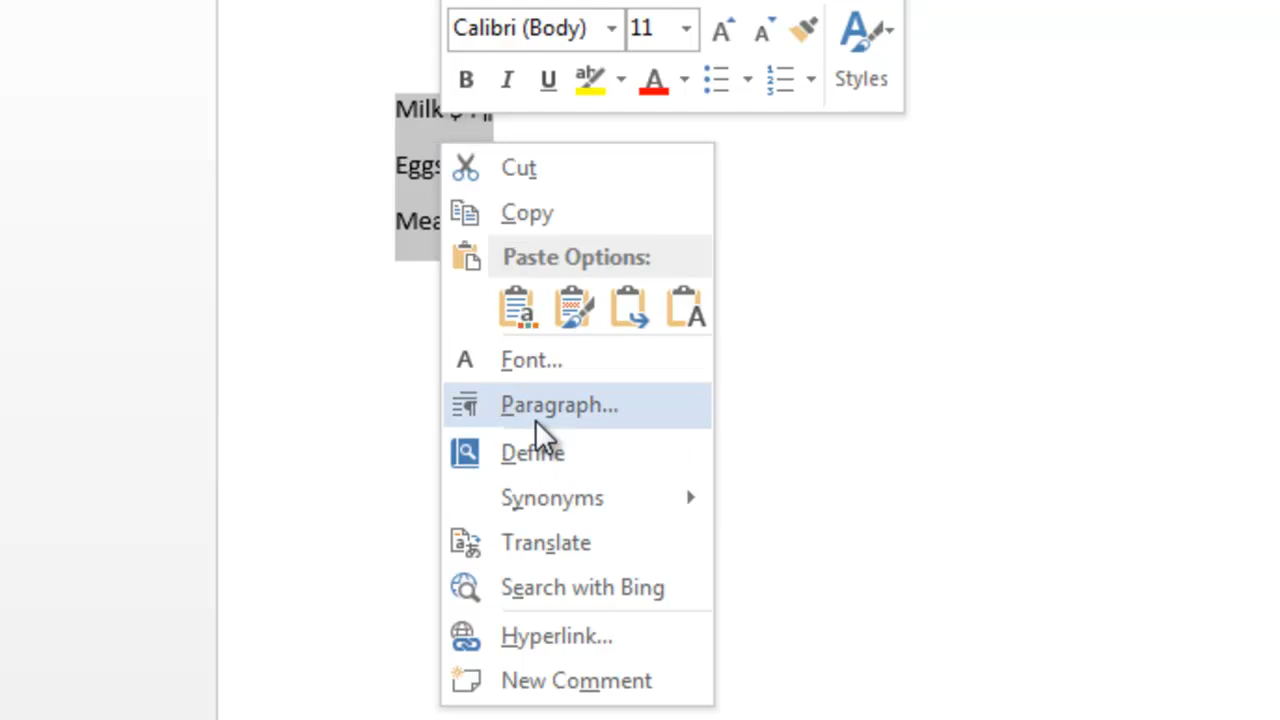 Calibri (Body) 11
B I U Styles
Milk $
Cut
Eggs
Copy
Mea
Paste Options:
Font...
Paragraph...
Define
Synonyms
Translate
Search with Bing
Hyperlink...
New Comment